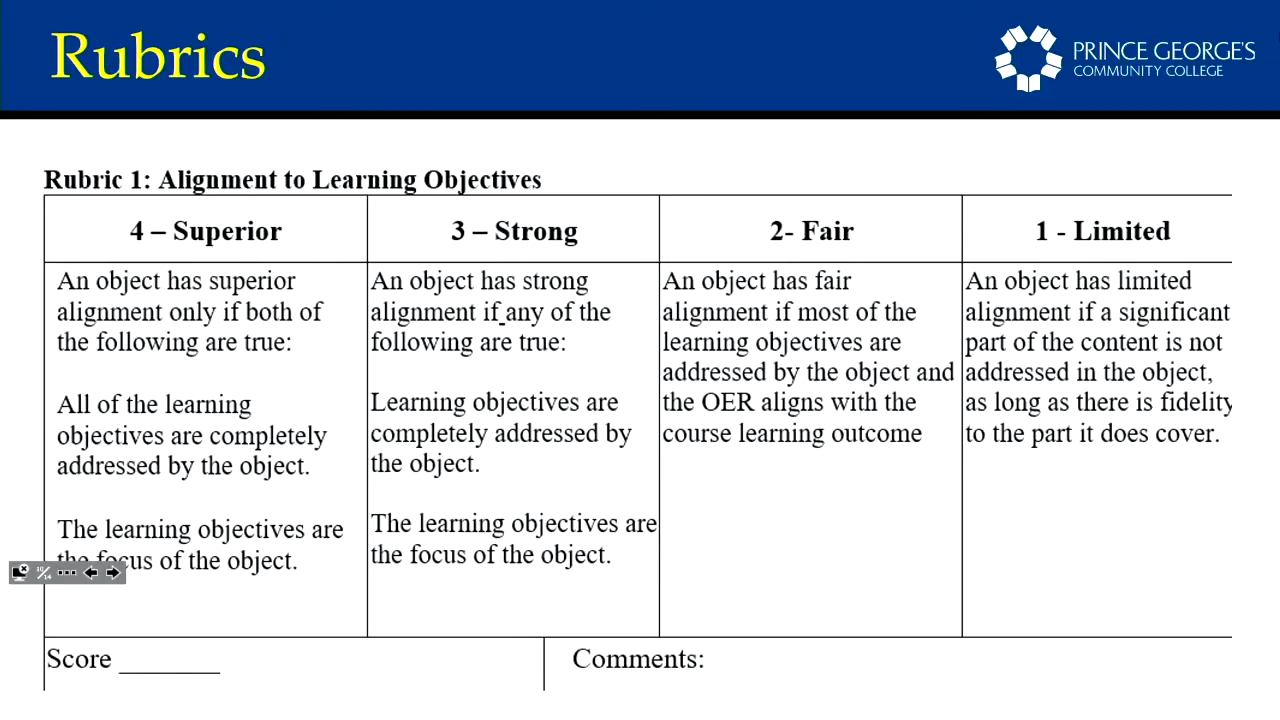 Rubrics
PRINCE GEORGE'S
COMMUNITY COLLEGE
Rubric 1: Alignment to Learning Objectives
4 – Superior
3 – Strong
2- Fair
1 - Limited
An object has superior
alignment only if both of
the following are true:
All of the learning
objectives are completely
addressed by the object.
The learning objectives are
the focus of the object.
An object has strong
alignment if any of the
following are true:
Learning objectives are
completely addressed by
the object.
The learning objectives are
the focus of the object.
An object has fair
alignment if most of the
learning objectives are
addressed by the object and
the OER aligns with the
course learning outcome
An object has limited
alignment if a significant
part of the content is not
addressed in the object,
as long as there is fidelity
to the part it does cover.
Score _______
Comments: